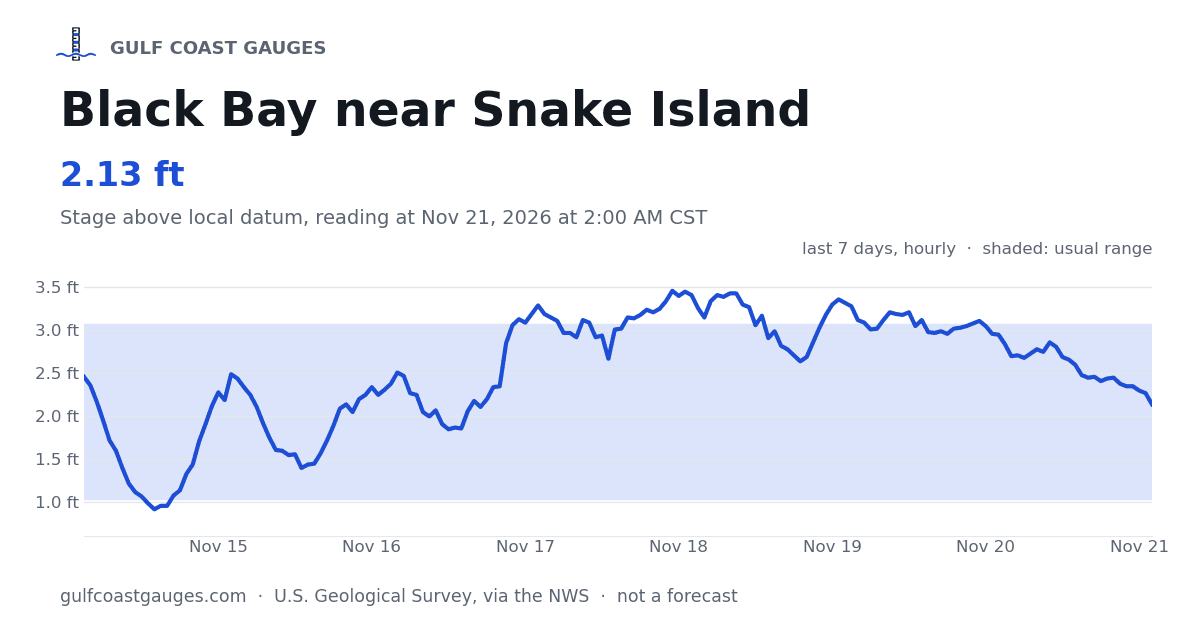 GULF COAST GAUGES
Black Bay near Snake Island
2.13 ft
Stage above local datum, reading at Nov 21, 2026 at 2:00 AM CST
last 7 days, hourly · shaded: usual range
3.5 ft
3.0 ft
2.5 ft
2.0 ft
1.5 ft
1.0 ft
Nov 15 Nov 16 Nov 17 Nov 18 Nov 19 Nov 20 Nov 21
gulfcoastgauges.com · U.S. Geological Survey, via the NWS · not a forecast